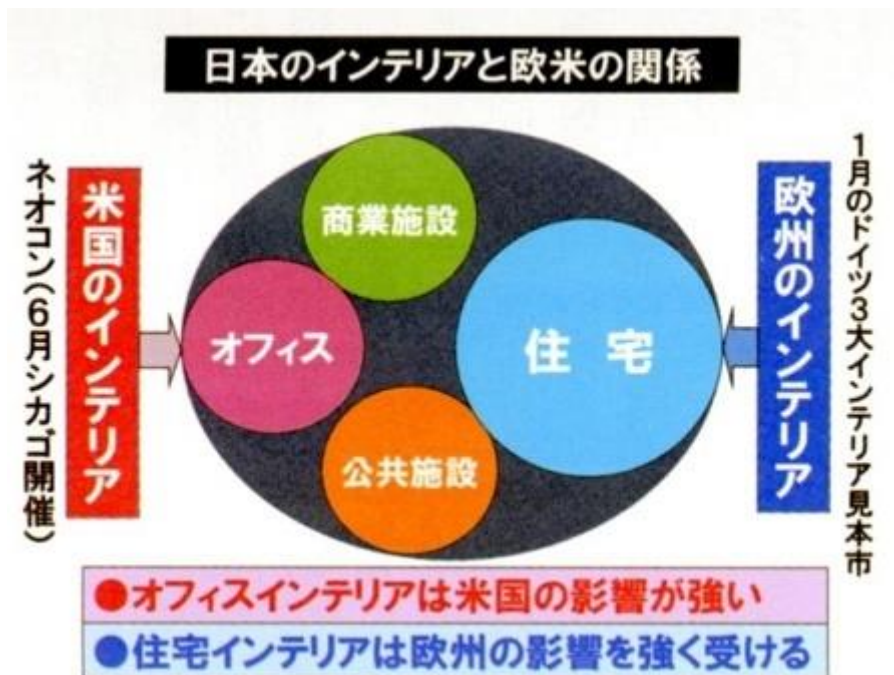 日本のインテリアと欧米の関係
ネオコン(6月シカゴ開催)
米国のインテリア
商業施設
オフィス
公共施設
住宅
欧州のインテリア
1月のドイツ3大インテリア見本市
●オフィスインテリアは米国の影響が強い
●住宅インテリアは欧州の影響を強く受ける